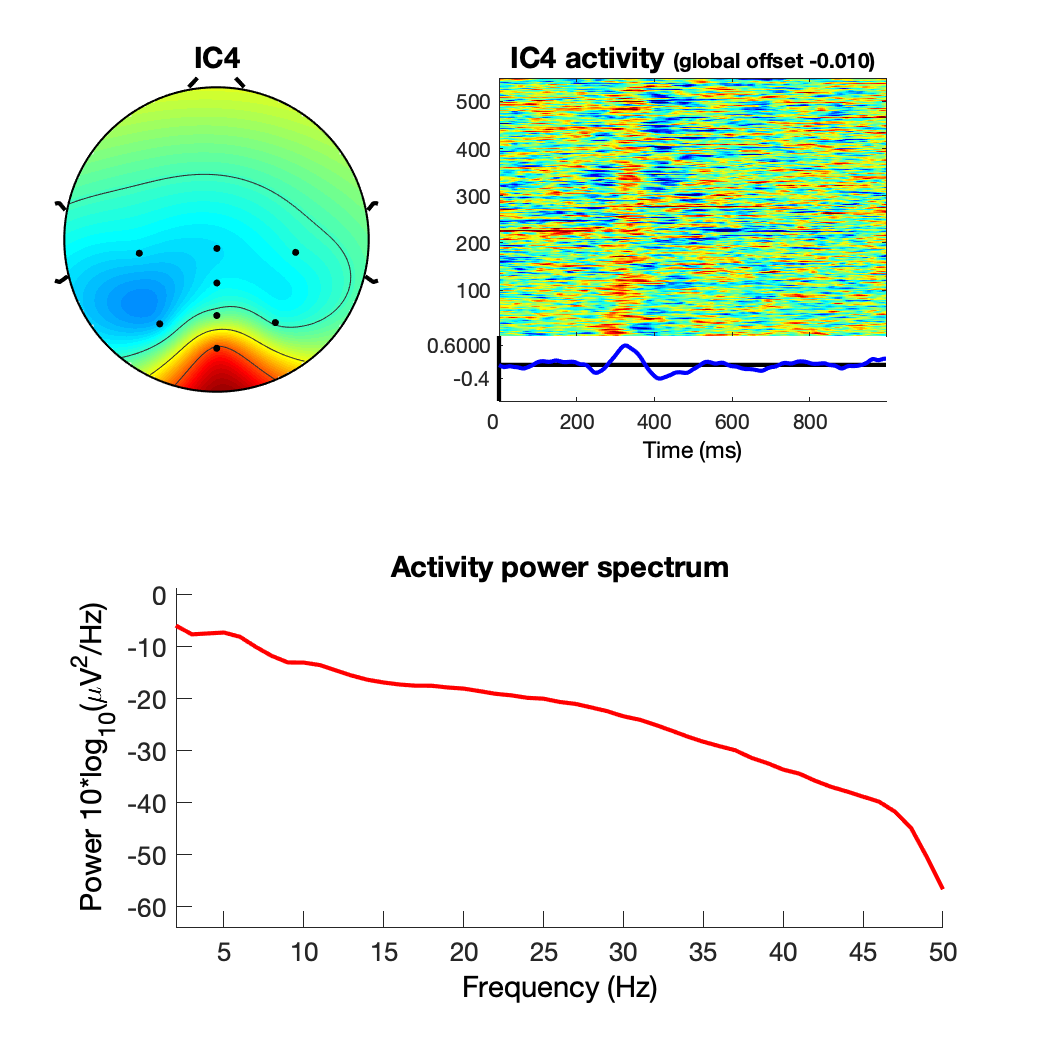 IC4
IC4 activity (global offset -0.010)
500
400
300
200
100
0.6000
-0.4
0 200 400 600 800
Time (ms)
Activity power spectrum
0
-10
-20
-30
-40
-50
-60
Power 10*log10(μV2/Hz)
5 10 15 20 25 30 35 40 45 50
Frequency (Hz)